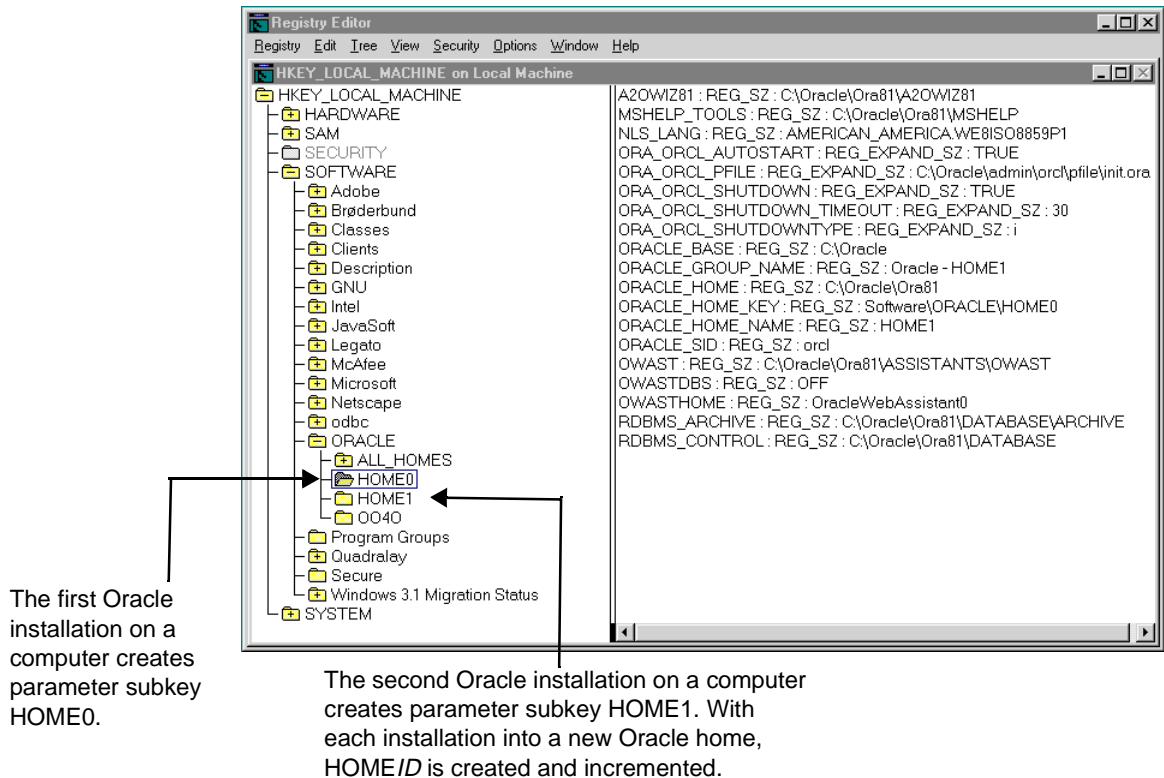 Registry Editor
Registry Edit Tree View Security Options Window Help
HKEY_LOCAL_MACHINE on Local Machine
HKEY_LOCAL_MACHINE
HARDWARE
SAM
SECURITY
SOFTWARE
Adobe
Brøderbund
Classes
Clients
Description
GNU
Intel
JavaSoft
Legato
McAfee
Microsoft
Netscape
odbc
ORACLE
ALL_HOMES
HOME0
HOME1
OO4O
Program Groups
Quadralay
Secure
Windows 3.1 Migration Status
SYSTEM
A2OWIZ81 : REG_SZ : C:\Oracle\Ora81\A2OWIZ81
MSHELP_TOOLS : REG_SZ : C:\Oracle\Ora81\MSHELP
NLS_LANG : REG_SZ : AMERICAN_AMERICA.WE8ISO8859P1
ORA_ORCL_AUTOSTART : REG_EXPAND_SZ : TRUE
ORA_ORCL_PFILE : REG_EXPAND_SZ : C:\Oracle\admin\orcl\pfile\init.ora
ORA_ORCL_SHUTDOWN : REG_EXPAND_SZ : TRUE
ORA_ORCL_SHUTDOWN_TIMEOUT : REG_EXPAND_SZ : 30
ORA_ORCL_SHUTDOWNTYPE : REG_EXPAND_SZ : i
ORACLE_BASE : REG_SZ : C:\Oracle
ORACLE_GROUP_NAME : REG_SZ : Oracle - HOME1
ORACLE_HOME : REG_SZ : C:\Oracle\Ora81
ORACLE_HOME_KEY : REG_SZ : Software\ORACLE\HOME0
ORACLE_HOME_NAME : REG_SZ : HOME1
ORACLE_SID : REG_SZ : orcl
OWAST : REG_SZ : C:\Oracle\Ora81\ASSISTANTS\OWAST
OWASTDBS : REG_SZ : OFF
OWASTHOME : REG_SZ : OracleWebAssistant0
RDBMS_ARCHIVE : REG_SZ : C:\Oracle\Ora81\DATABASE\ARCHIVE
RDBMS_CONTROL : REG_SZ : C:\Oracle\Ora81\DATABASE
The first Oracle
installation on a
computer creates
parameter subkey
HOME0.
The second Oracle installation on a computer
creates parameter subkey HOME1. With
each installation into a new Oracle home,
HOMEID is created and incremented.